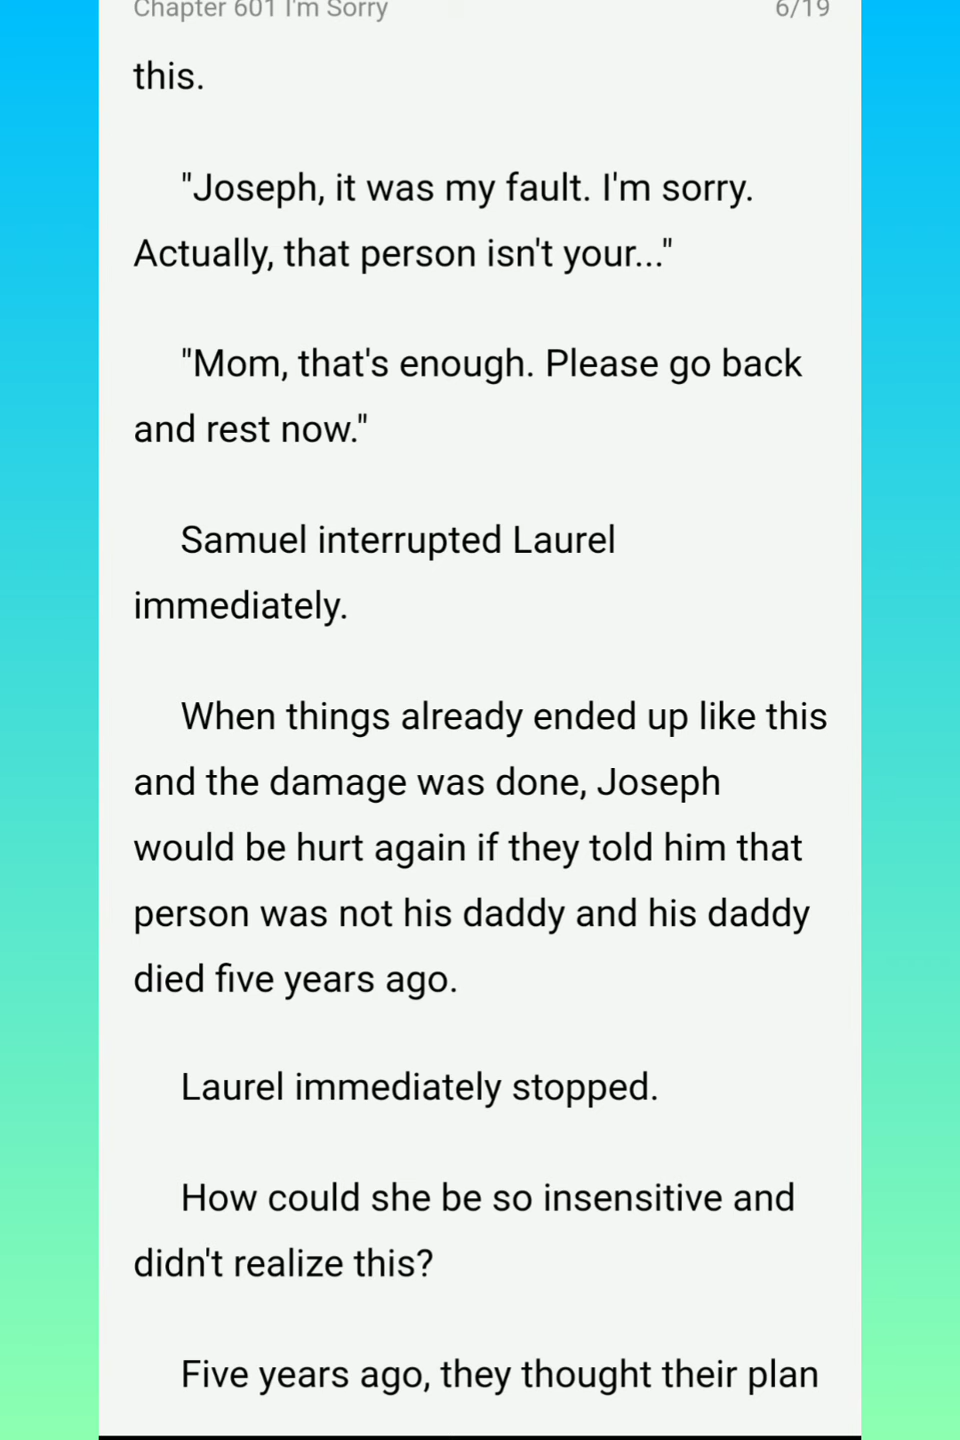 Chapter 601 I'm Sorry 6/19
this.
"Joseph, it was my fault. I'm sorry.
Actually, that person isn't your..."
"Mom, that's enough. Please go back
and rest now."
Samuel interrupted Laurel
immediately.
When things already ended up like this
and the damage was done, Joseph
would be hurt again if they told him that
person was not his daddy and his daddy
died five years ago.
Laurel immediately stopped.
How could she be so insensitive and
didn't realize this?
Five years ago, they thought their plan